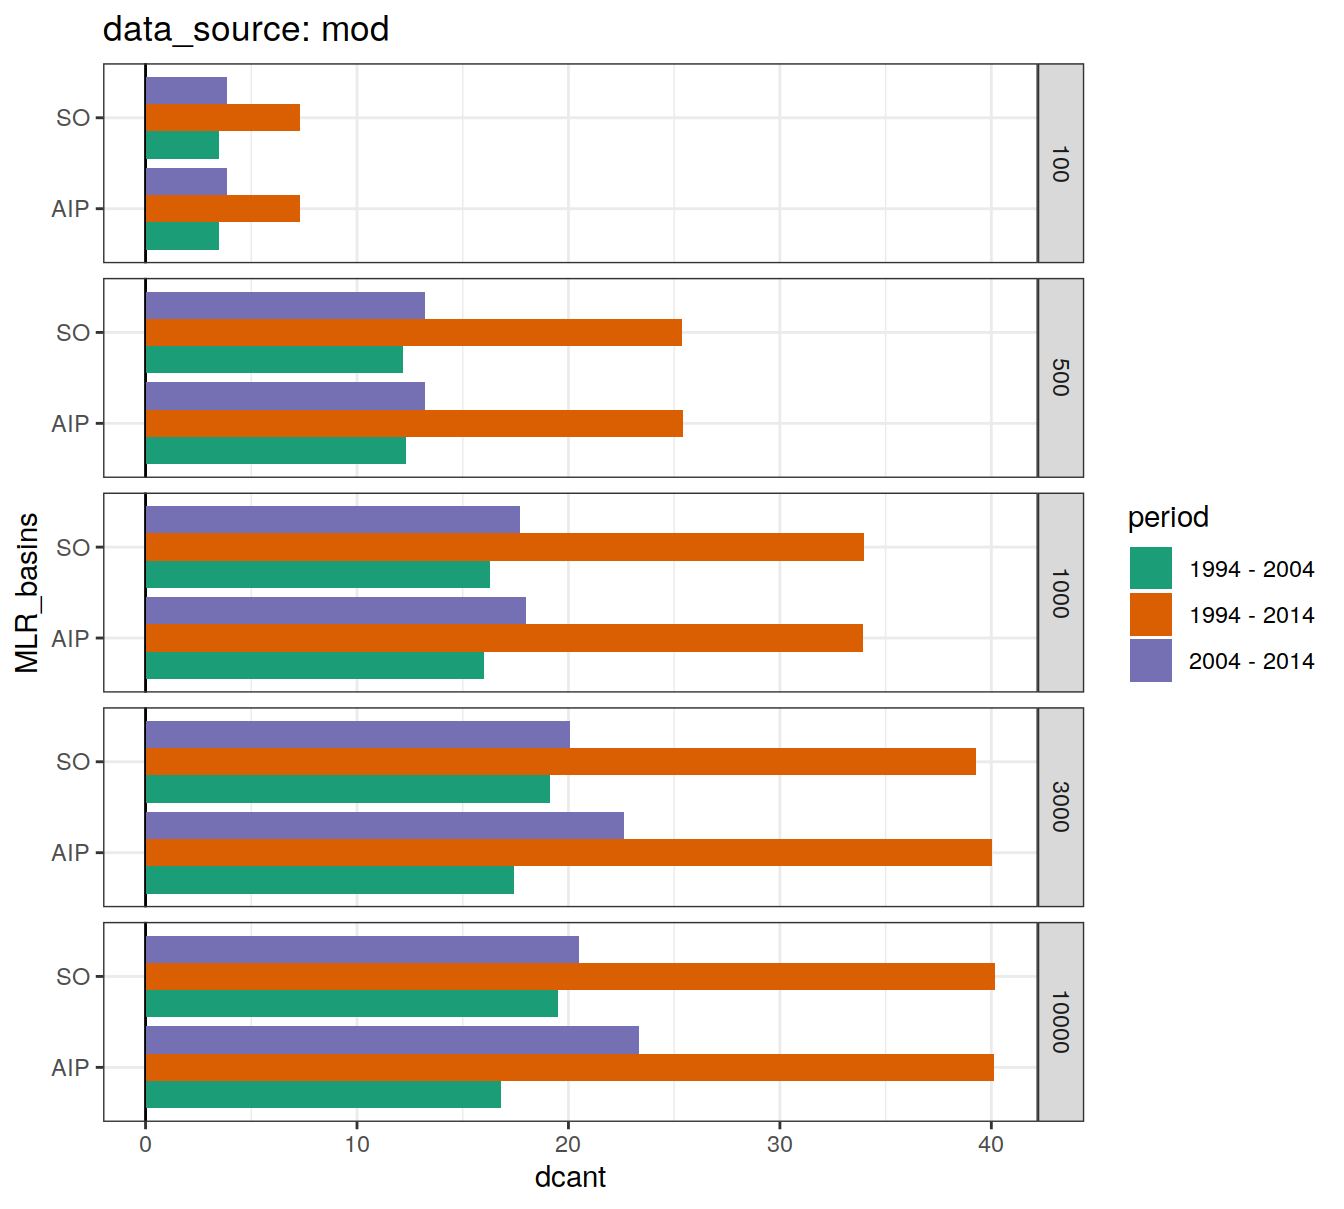 data_source: mod
SO
AIP
100
SO
AIP
500
SO
AIP
1000
SO
AIP
3000
SO
AIP
10000
MLR_basins
0 10 20 30 40
dcant
period
1994 - 2004
1994 - 2014
2004 - 2014